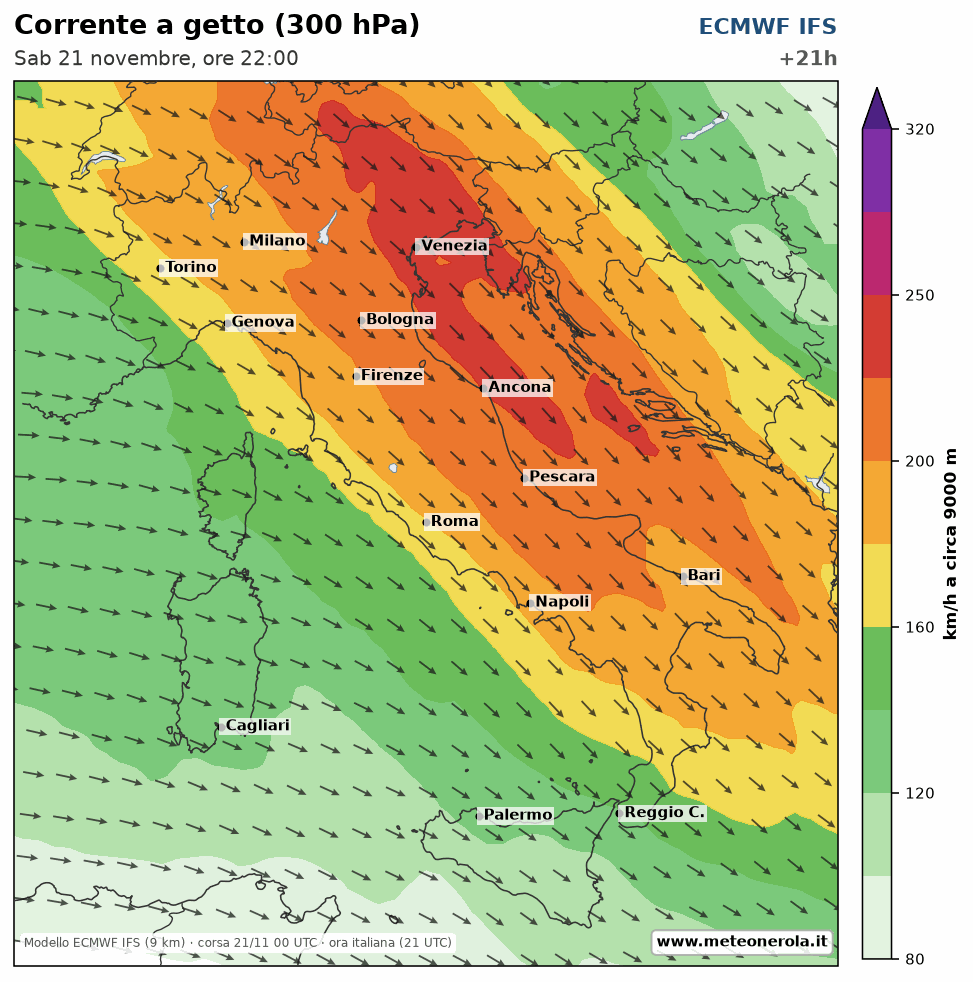 Corrente a getto (300 hPa)
ECMWF IFS
Sab 21 novembre, ore 22:00
+21h
320
Milano
Venezia
Torino
250
Genova
Bologna
Firenze
Ancona
200
Pescara
Roma
Bari
Napoli
160
km/h a circa 9000 m
Cagliari
120
Palermo
Reggio C.
Modello ECMWF IFS (9 km) · corsa 21/11 00 UTC · ora italiana (21 UTC)
www.meteonerola.it
80